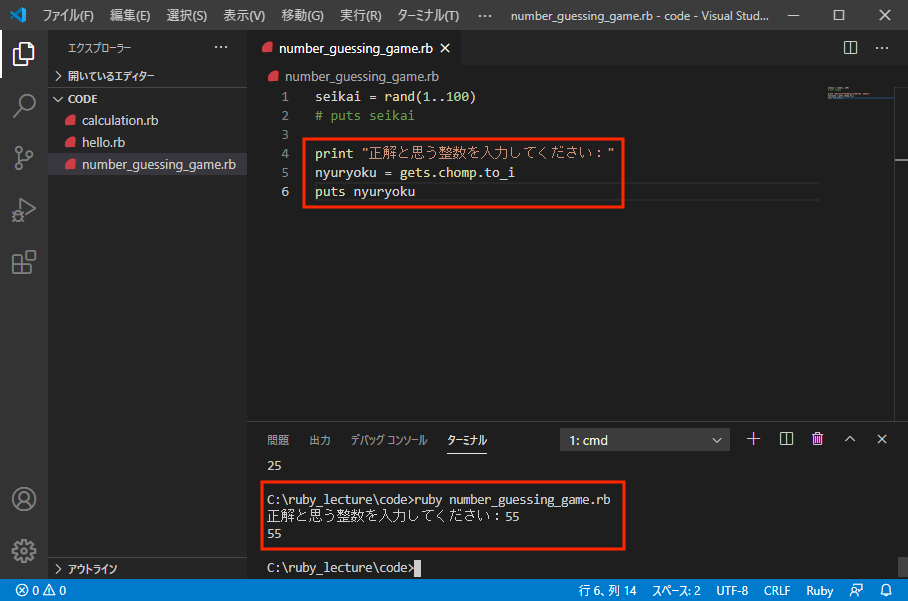 ファイル(F) 編集(E) 選択(S) 表示(V) 移動(G) 実行(R) ターミナル(T) ··· number_guessing_game.rb - code - Visual Stud...
エクスプローラー ···
開いているエディター
CODE
calculation.rb
hello.rb
number_guessing_game.rb
アウトライン
number_guessing_game.rb
number_guessing_game.rb
1 seikai = rand(1..100)
2 # puts seikai
3
4 print "正解と思う整数を入力してください："
5 nyuryoku = gets.chomp.to_i
6 puts nyuryoku
問題 出力 デバッグ コンソール ターミナル 1: cmd
25
C:\ruby_lecture\code>ruby number_guessing_game.rb
正解と思う整数を入力してください：55
55
C:\ruby_lecture\code>
0 0 行 6、列 14 スペース: 2 UTF-8 CRLF Ruby